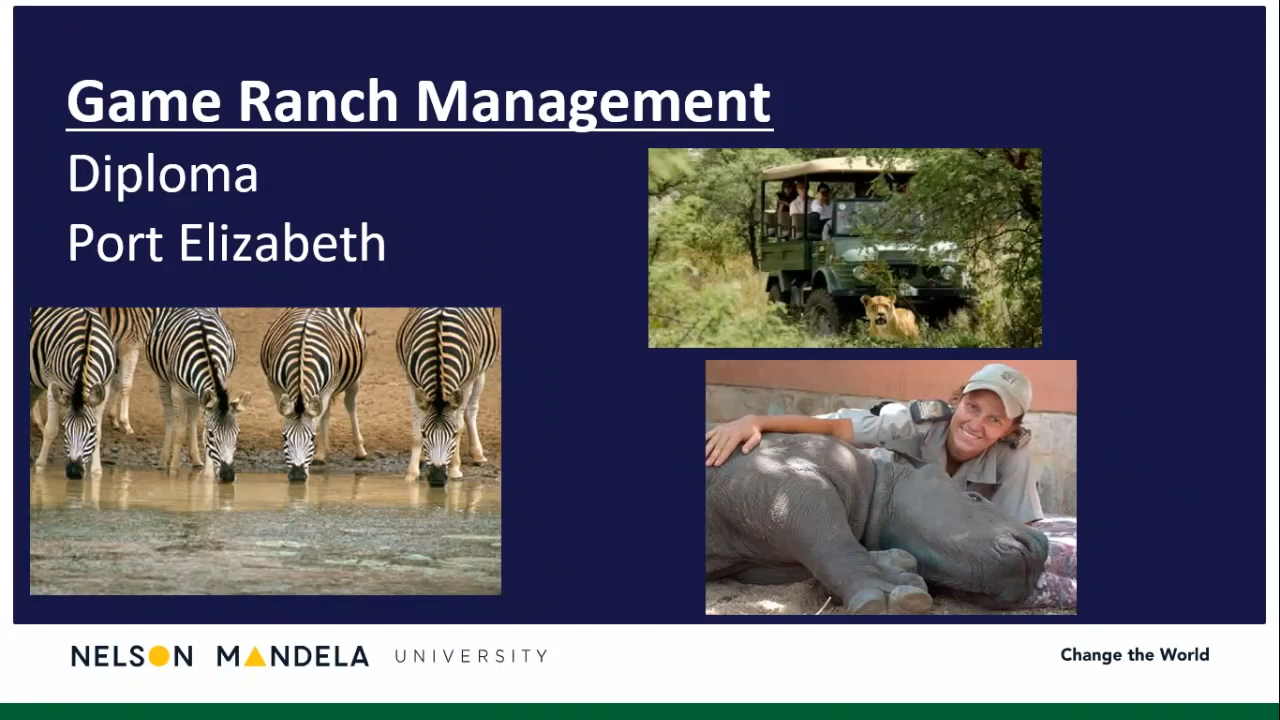 Game Ranch Management
Diploma
Port Elizabeth
NELSON MANDELA UNIVERSITY
Change the World